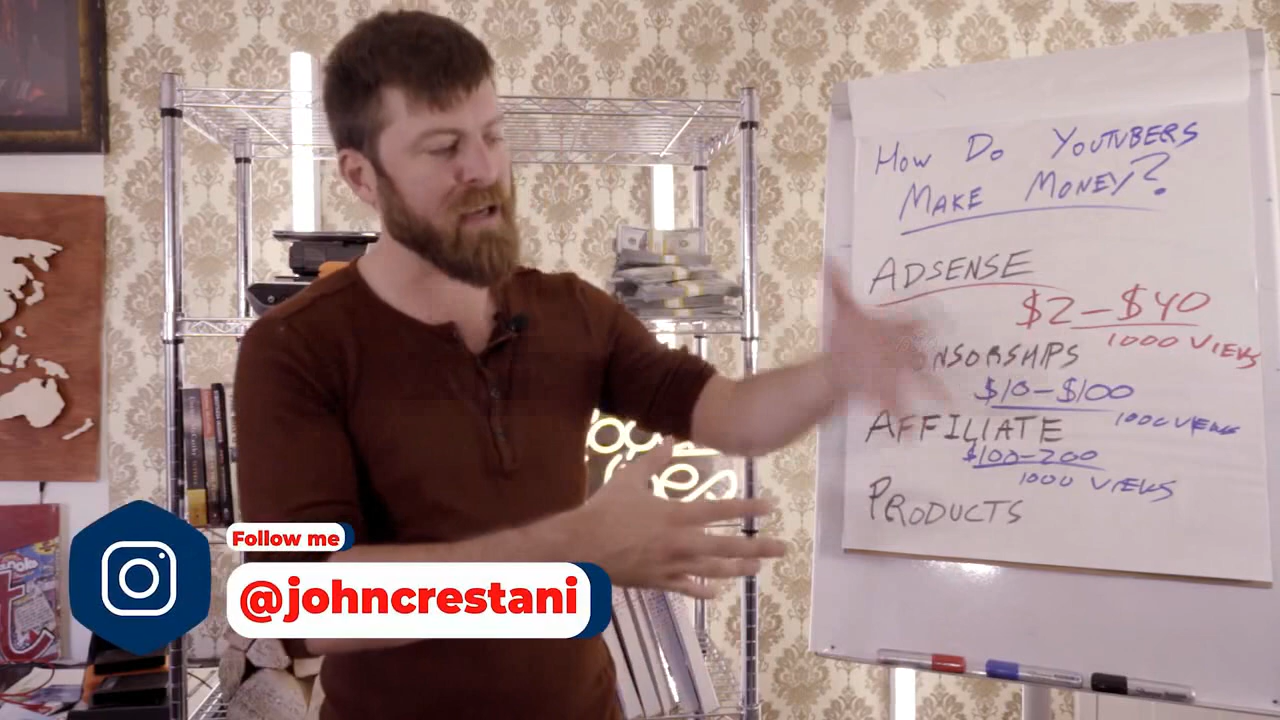 How Do YouTubers
Make Money?
ADSENSE
$2-$40
1000 Views
NSORSHIPS
$10-$100
1000 Views
AFFILIATE
$100-200
1000 Views
PRODUCTS
Follow me
@johncrestani